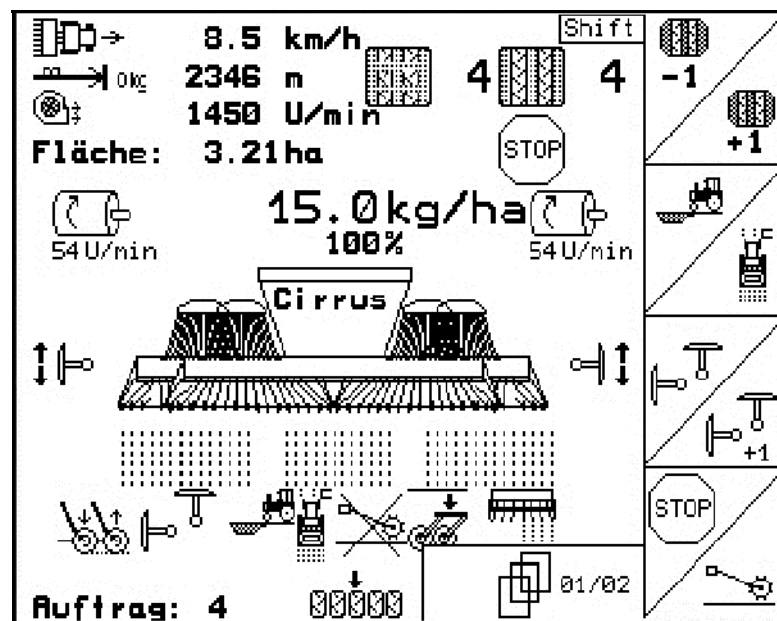 Shift
8.5 km/h
0kg 2346 m 4 4 -1
1450 U/min
+1
Fläche: 3.21ha STOP
15.0kg/ha
54U/min 100% 54U/min
Cirrus
+1
STOP
01/02
Auftrag: 4